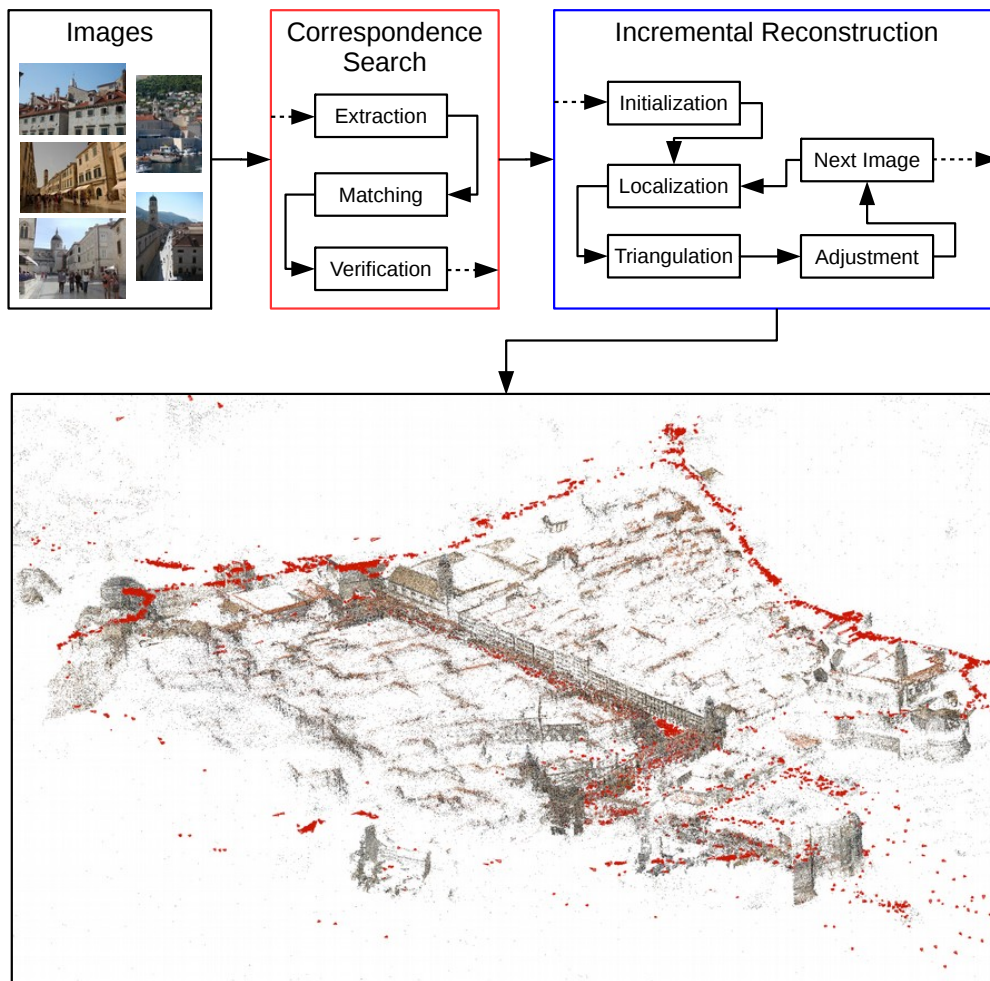 Images
Correspondence
Search
Extraction
Matching
Verification
Incremental Reconstruction
Initialization
Localization
Next Image
Triangulation
Adjustment